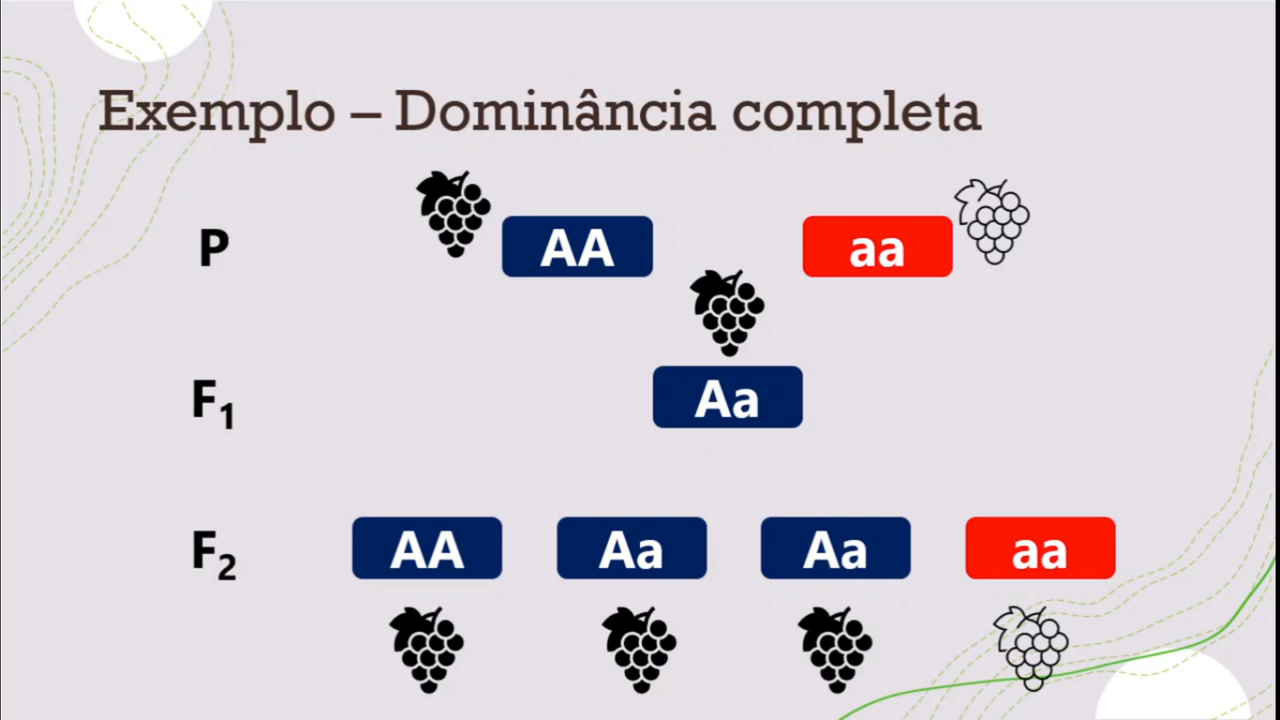 Exemplo – Dominância completa
P AA aa
F₁ Aa
F₂ AA Aa Aa aa